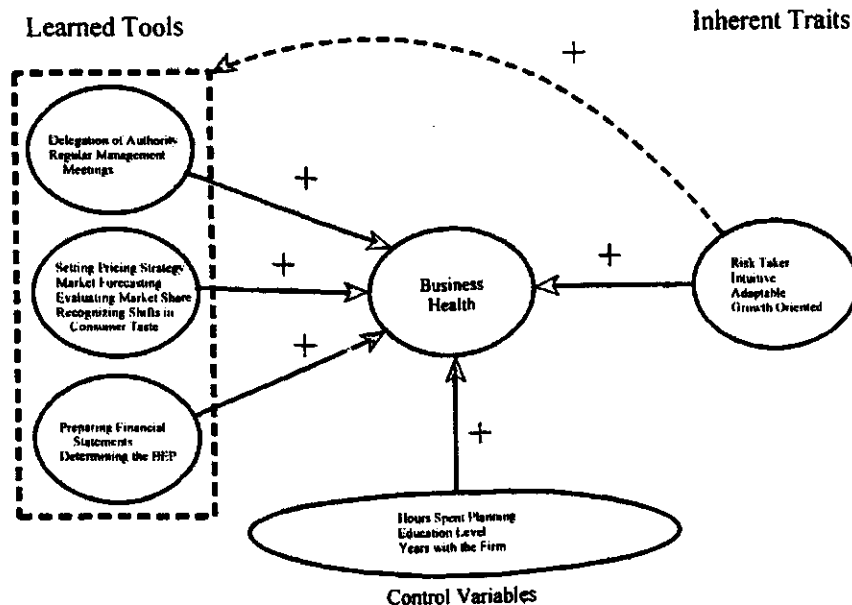 Learned Tools
Inherent Traits
+
Delegation of Authority
Regular Management
Meetings
+
Setting Pricing Strategy
Market Forecasting
Evaluating Market Share
Recognizing Shifts in
Consumer Taste
+
Business
Health
+
Risk Taker
Intuitive
Adaptable
Growth Oriented
+
Preparing Financial
Statements
Determining the BEP
+
Hours Spent Planning
Education Level
Years with the Firm
Control Variables